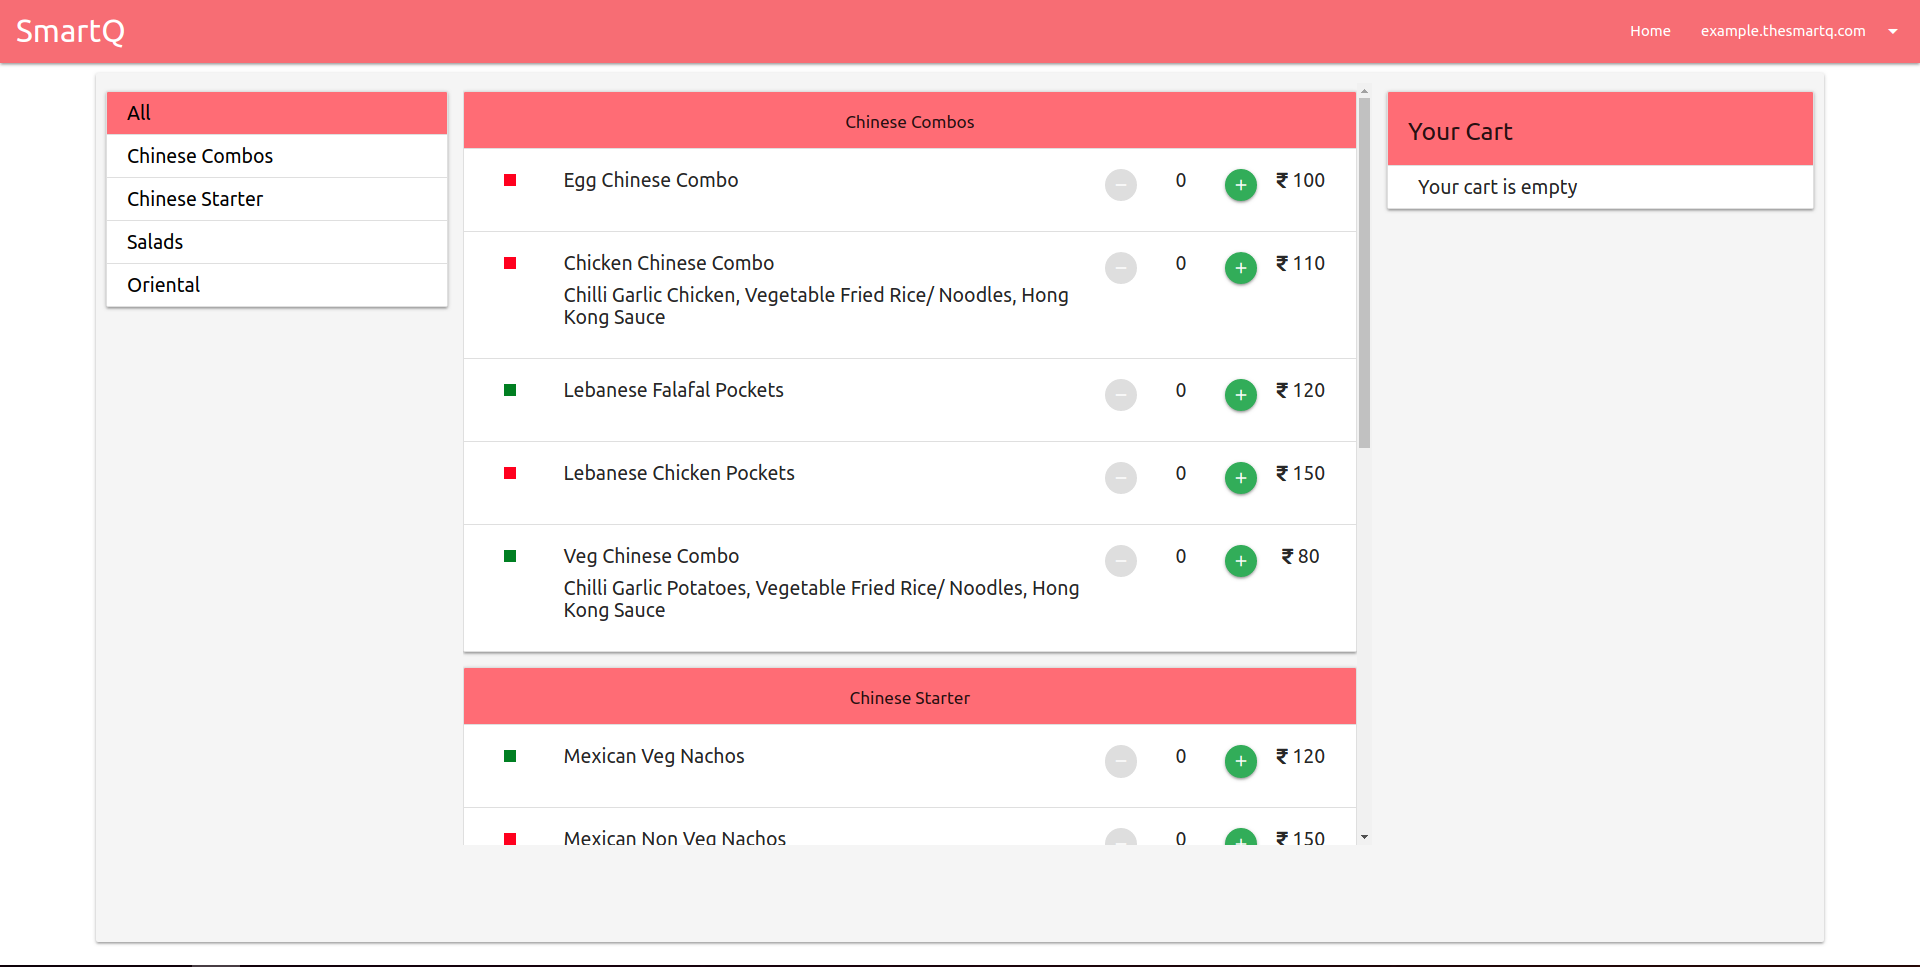 SmartQ
Home
example.thesmartq.com
All
Chinese Combos
Chinese Starter
Salads
Oriental
Chinese Combos
Egg Chinese Combo
0
₹ 100
Chicken Chinese Combo
0
₹ 110
Chilli Garlic Chicken, Vegetable Fried Rice/ Noodles, Hong
Kong Sauce
Lebanese Falafal Pockets
0
₹ 120
Lebanese Chicken Pockets
0
₹ 150
Veg Chinese Combo
0
₹ 80
Chilli Garlic Potatoes, Vegetable Fried Rice/ Noodles, Hong
Kong Sauce
Chinese Starter
Mexican Veg Nachos
0
₹ 120
Mexican Non Veg Nachos
0
₹ 150
Your Cart
Your cart is empty